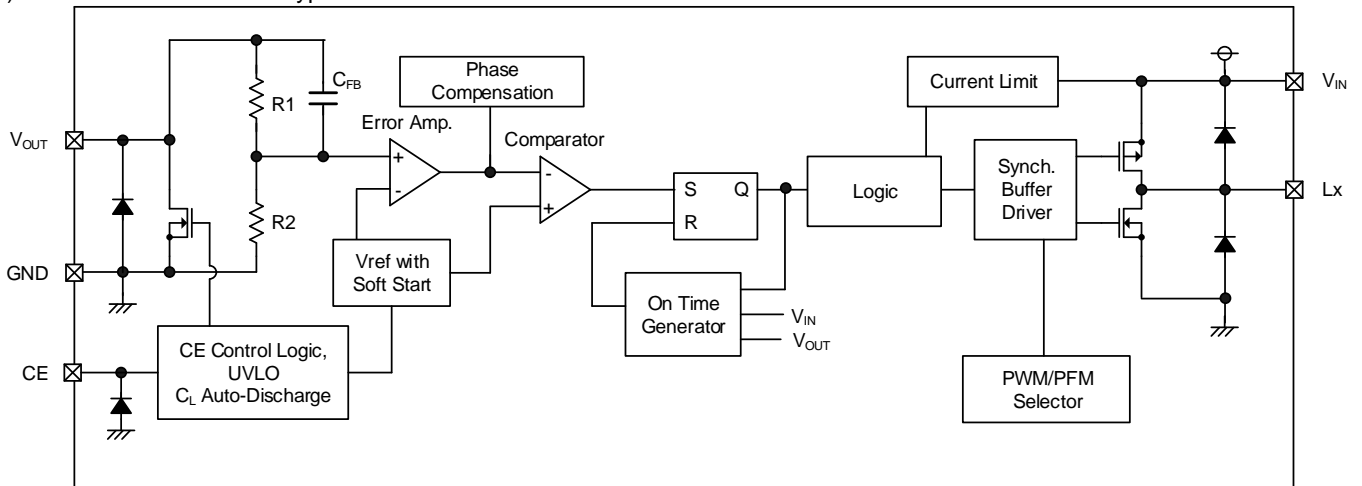 )
yp
Phase
Compensation
Current Limit
C_FB
R1
V_IN
Error Amp.
Comparator
V_OUT
+
-
-
+
S
Q
R
Logic
Synch.
Buffer
Driver
Lx
R2
GND
Vref with
Soft Start
On Time
Generator
V_IN
V_OUT
CE
CE Control Logic,
UVLO
C_L Auto-Discharge
PWM/PFM
Selector